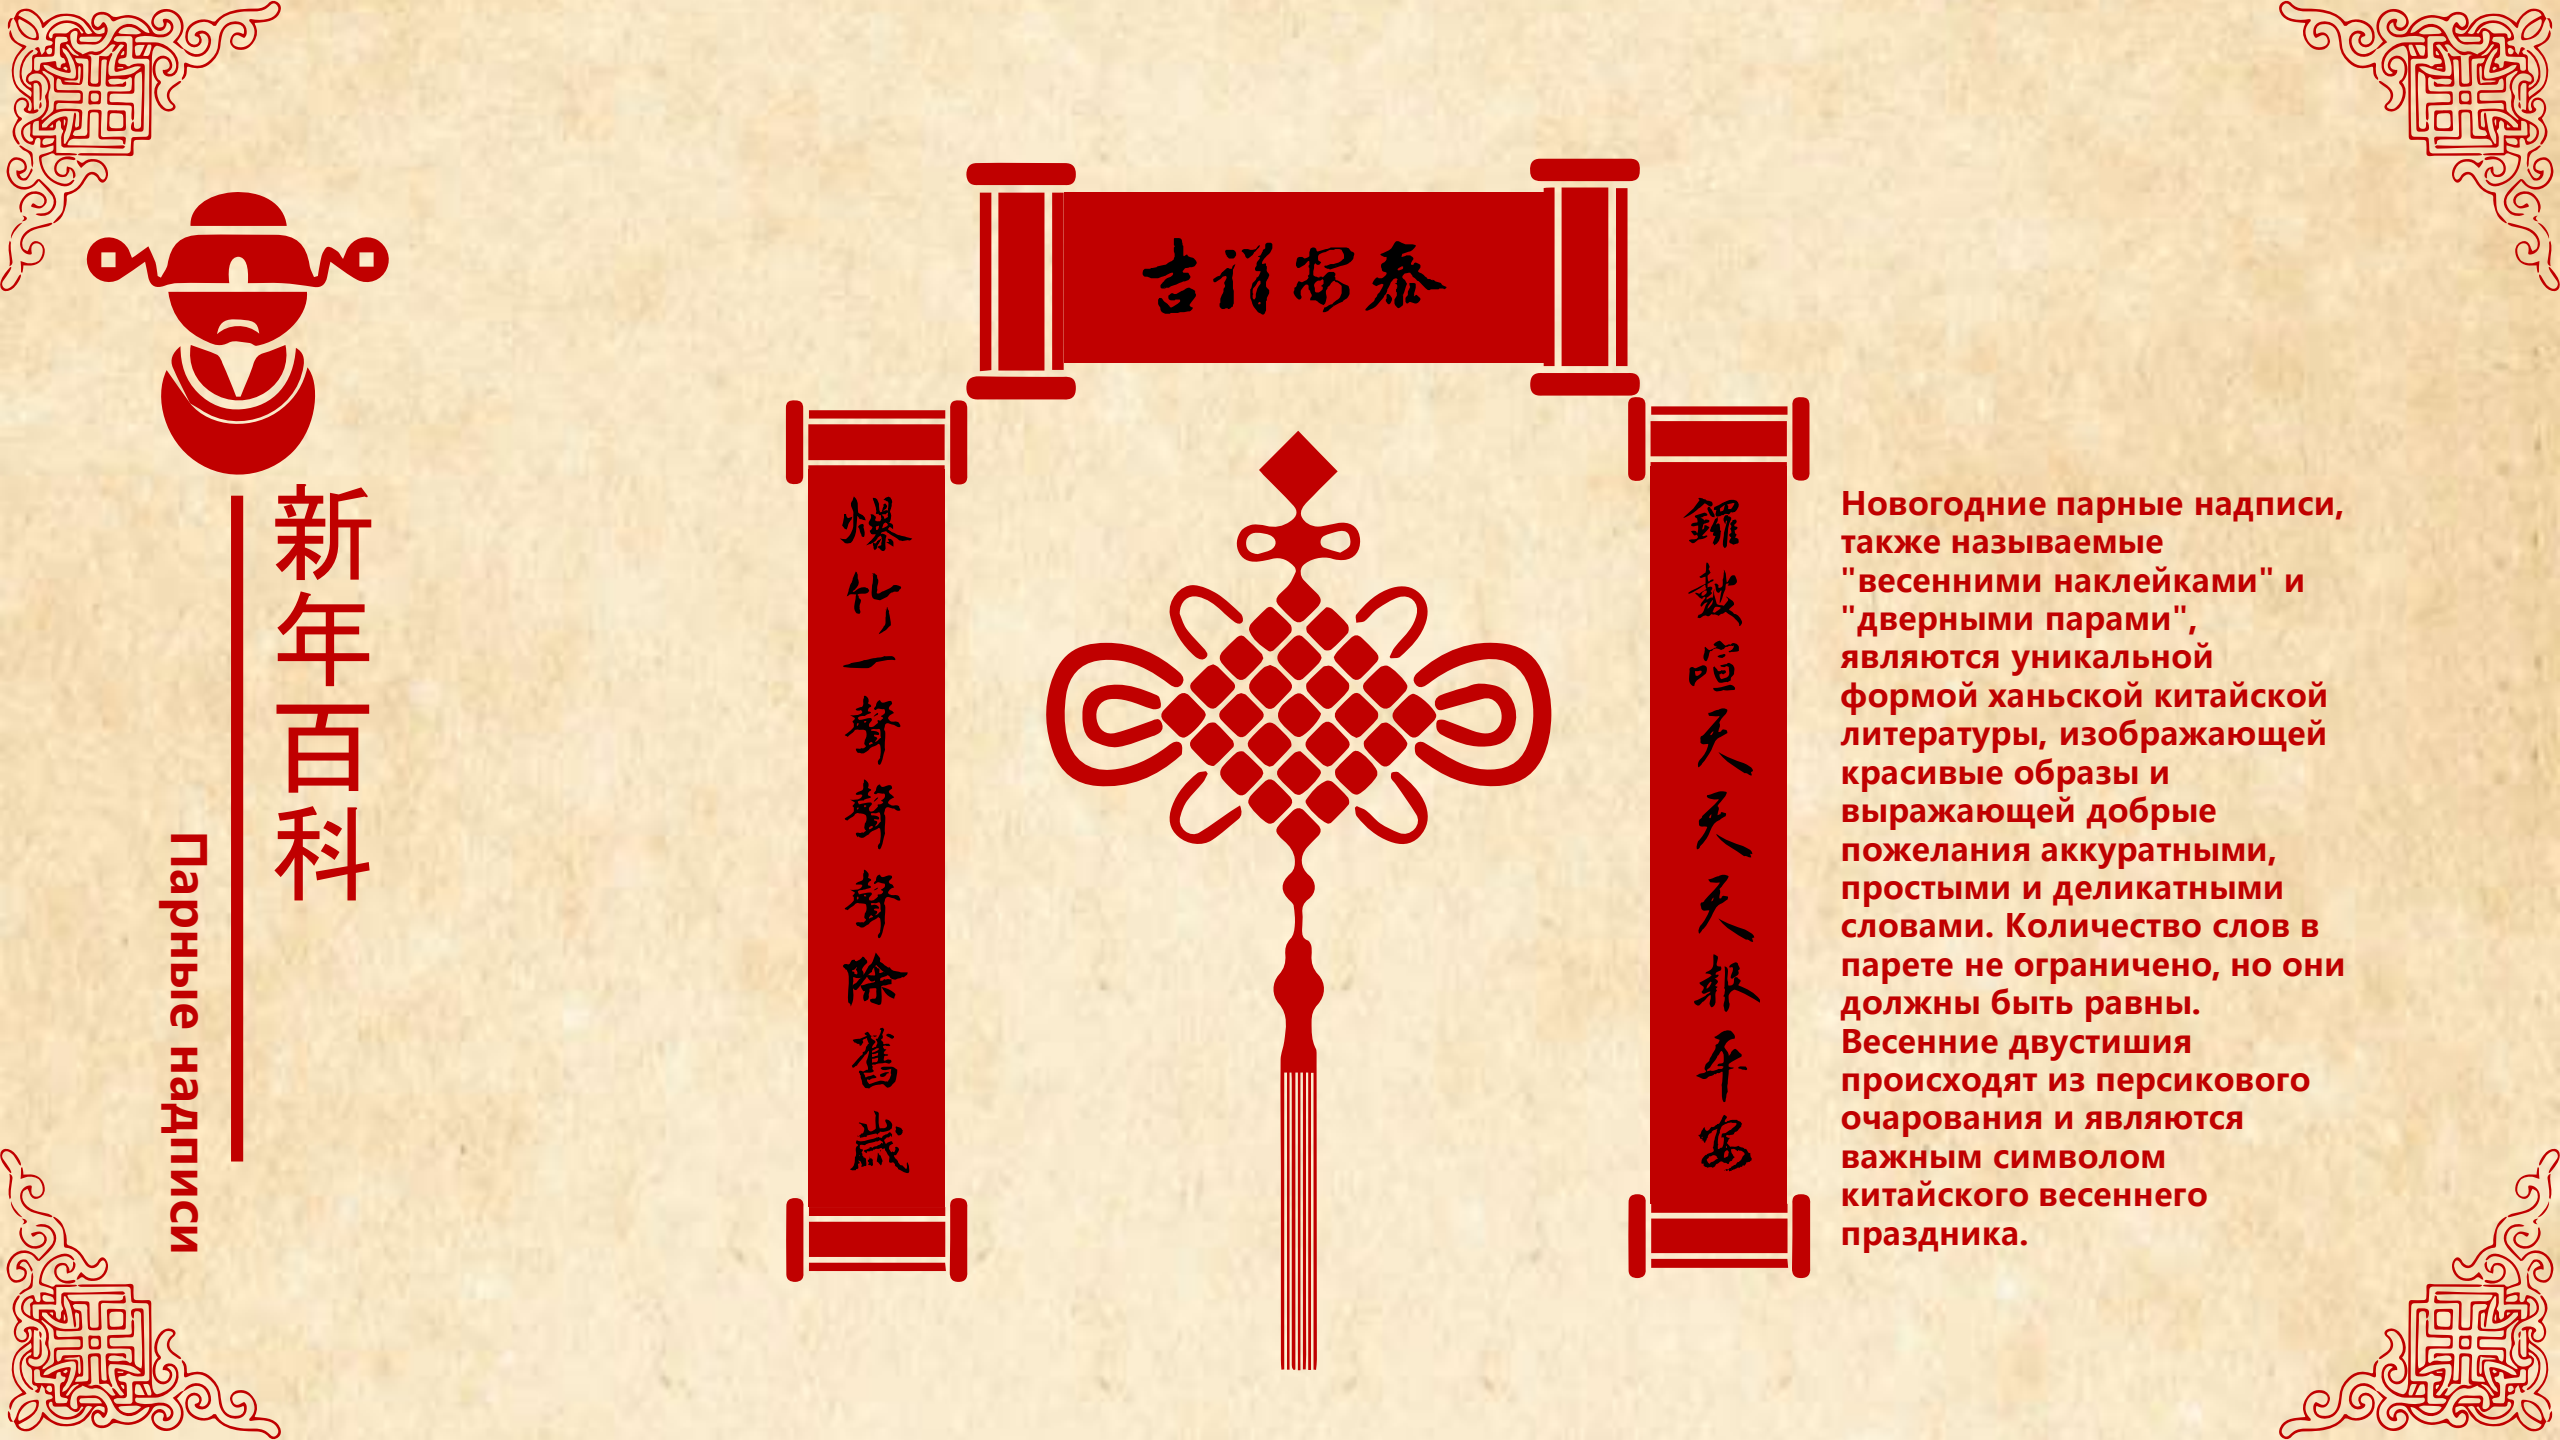 新年百科
Парные надписи
吉祥安泰
爆竹一聲聲聲除舊歲
鑼鼓喧天天天報平安
Новогодние парные надписи,
также называемые
"весенними наклейками" и
"дверными парами",
являются уникальной
формой ханьской китайской
литературы, изображающей
красивые образы и
выражающей добрые
пожелания аккуратными,
простыми и деликатными
словами. Количество слов в
парете не ограничено, но они
должны быть равны.
Весенние двустишия
происходят из персикового
очарования и являются
важным символом
китайского весеннего
праздника.